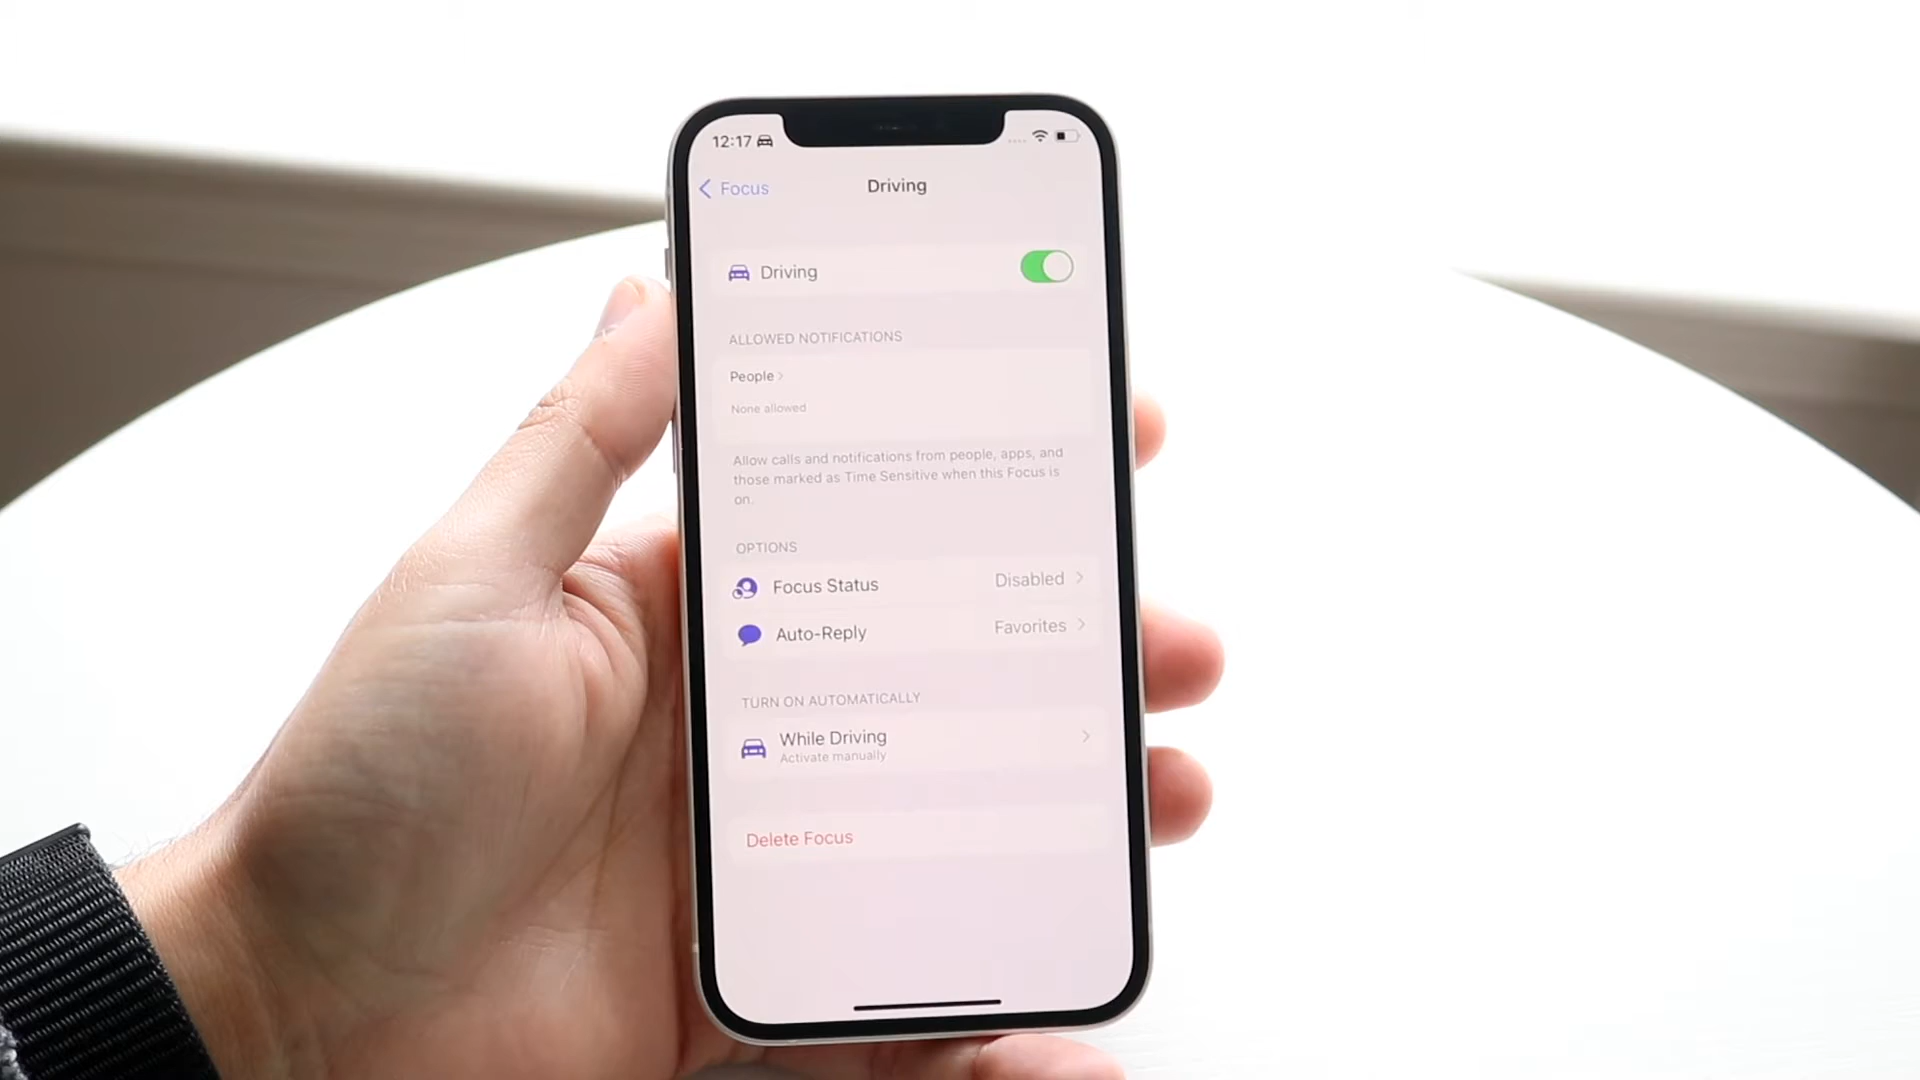 12:17
Focus
Driving
Driving
ALLOWED NOTIFICATIONS
People
None allowed
Allow calls and notifications from people, apps, and
those marked as Time Sensitive when this Focus is
on.
OPTIONS
Focus Status Disabled
Auto-Reply Favorites
TURN ON AUTOMATICALLY
While Driving
Activate manually
Delete Focus